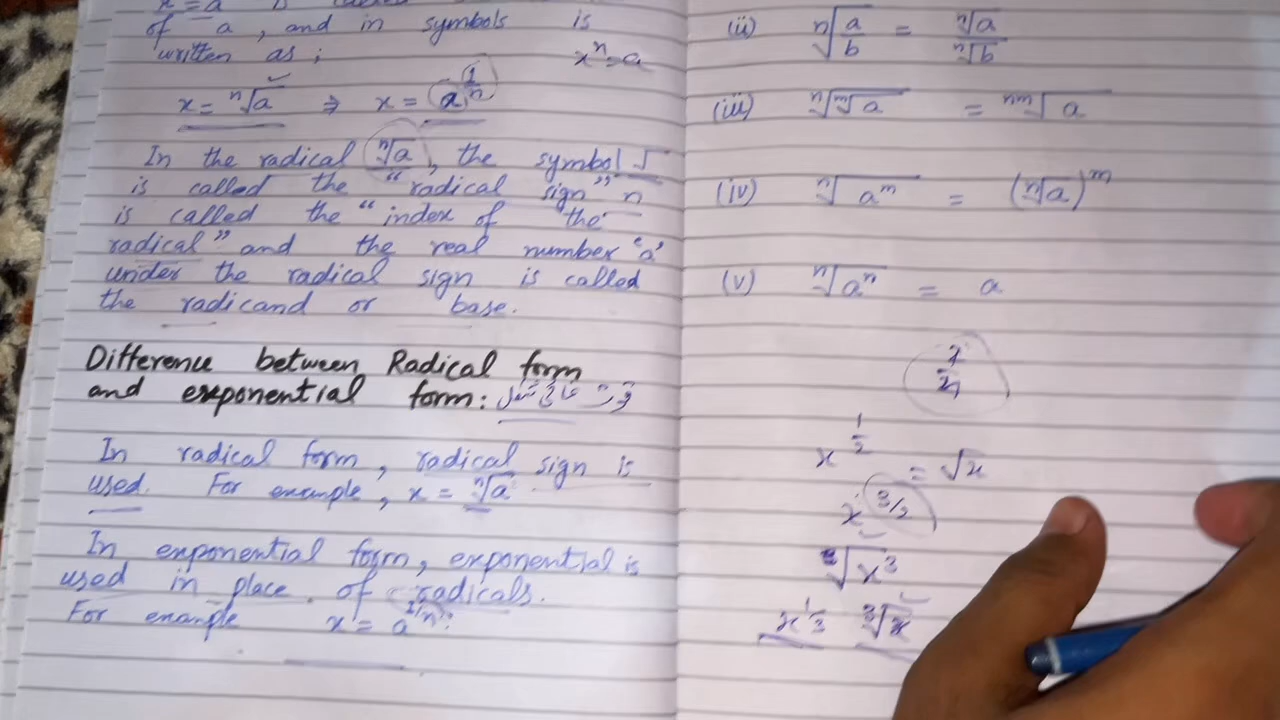 of a, and in symbols is
written as; xⁿ=a
x = ⁿ√a ⇒ x = a^(1/n)
In the radical ⁿ√a, the symbol √
is called the "radical sign" n
is called the "index of the
radical" and the real number 'a'
under the radical sign is called
the radicand or base.
Difference between Radical form
and exponential form:
In radical form, radical sign is
used. For example, x = ⁿ√a.
In exponential form, exponential is
used in place of radicals.
For example x = a^(1/n).
(ii) ⁿ√(a/b) = ⁿ√a / ⁿ√b
(iii) ⁿ√(ᵐ√a) = ⁿᵐ√a
(iv) ⁿ√(aᵐ) = (ⁿ√a)ᵐ
(v) ⁿ√(aⁿ) = a
x^(1/2) = √x
x^(3/2)
√x³
x^(1/3) ³√x